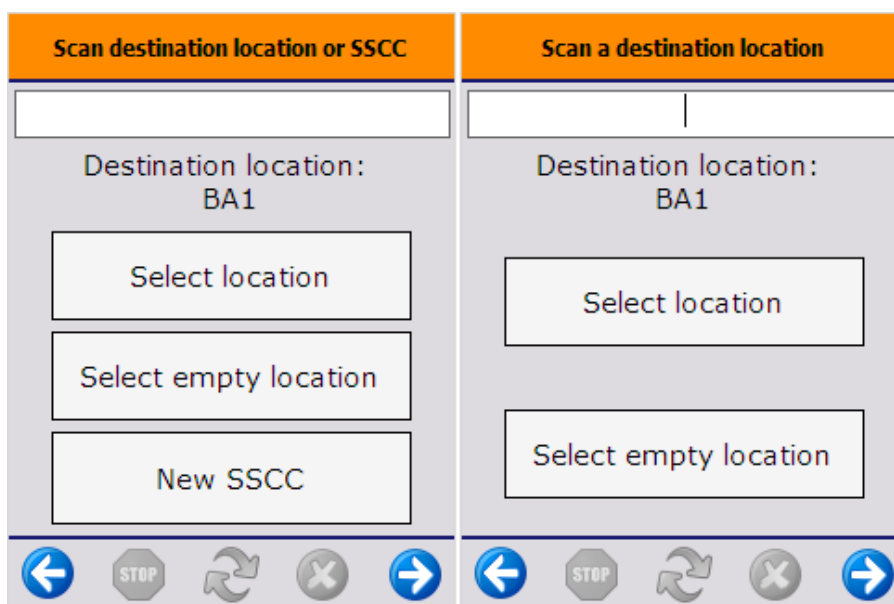 Scan destination location or SSCC
Destination location:
BA1
Select location
Select empty location
New SSCC
STOP
Scan a destination location
Destination location:
BA1
Select location
Select empty location
STOP